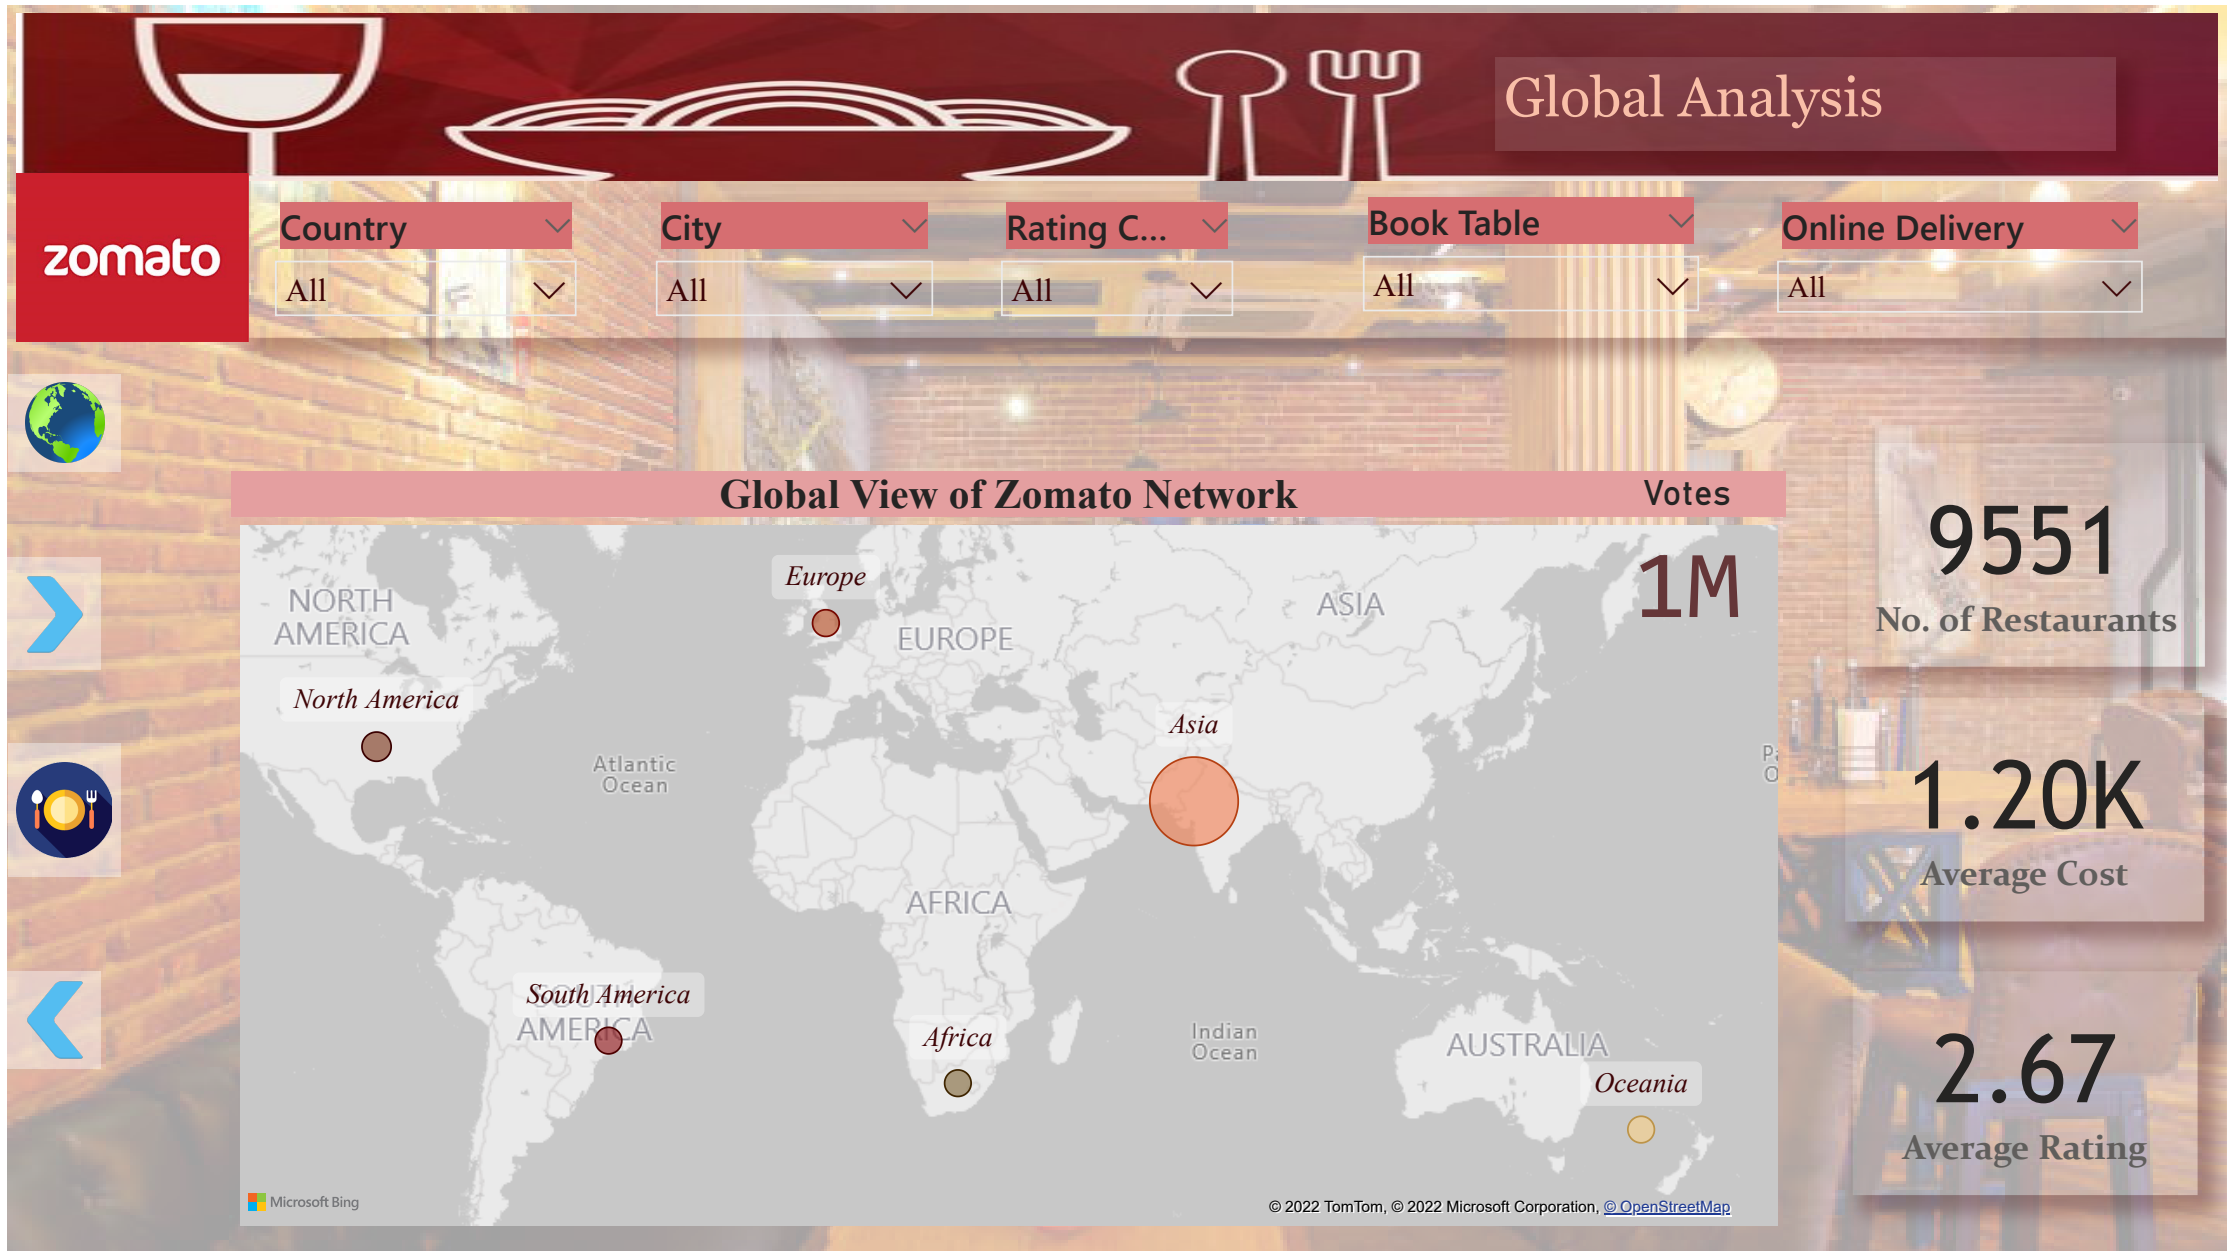 Global Analysis
zomato
Country
City
Rating C...
Book Table
Online Delivery
All
All
All
All
All
Global View of Zomato Network
Votes
1M
NORTH
AMERICA
Europe
EUROPE
ASIA
North America
Asia
Atlantic
Ocean
AFRICA
South America
SOUTH
AMERICA
Africa
Indian
Ocean
AUSTRALIA
Oceania
Microsoft Bing
© 2022 TomTom, © 2022 Microsoft Corporation, © OpenStreetMap
9551
No. of Restaurants
1.20K
Average Cost
2.67
Average Rating